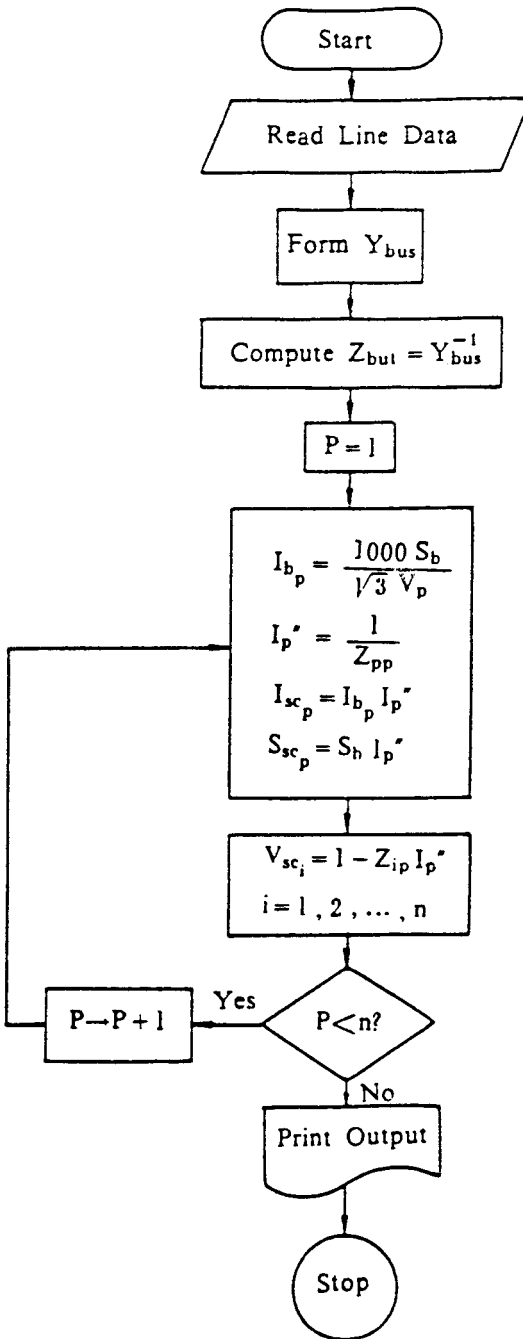 Start
Read Line Data
Form Y_bus
Compute Z_but = Y_bus^-1
P = 1
I_b_p = 1000 S_b / √3 V_p
I_p" = 1 / Z_pp
I_sc_p = I_b_p I_p"
S_sc_p = S_b I_p"
V_sc_i = 1 − Z_ip I_p"
i = 1 , 2 , ... , n
P < n?
Yes
P → P + 1
No
Print Output
Stop